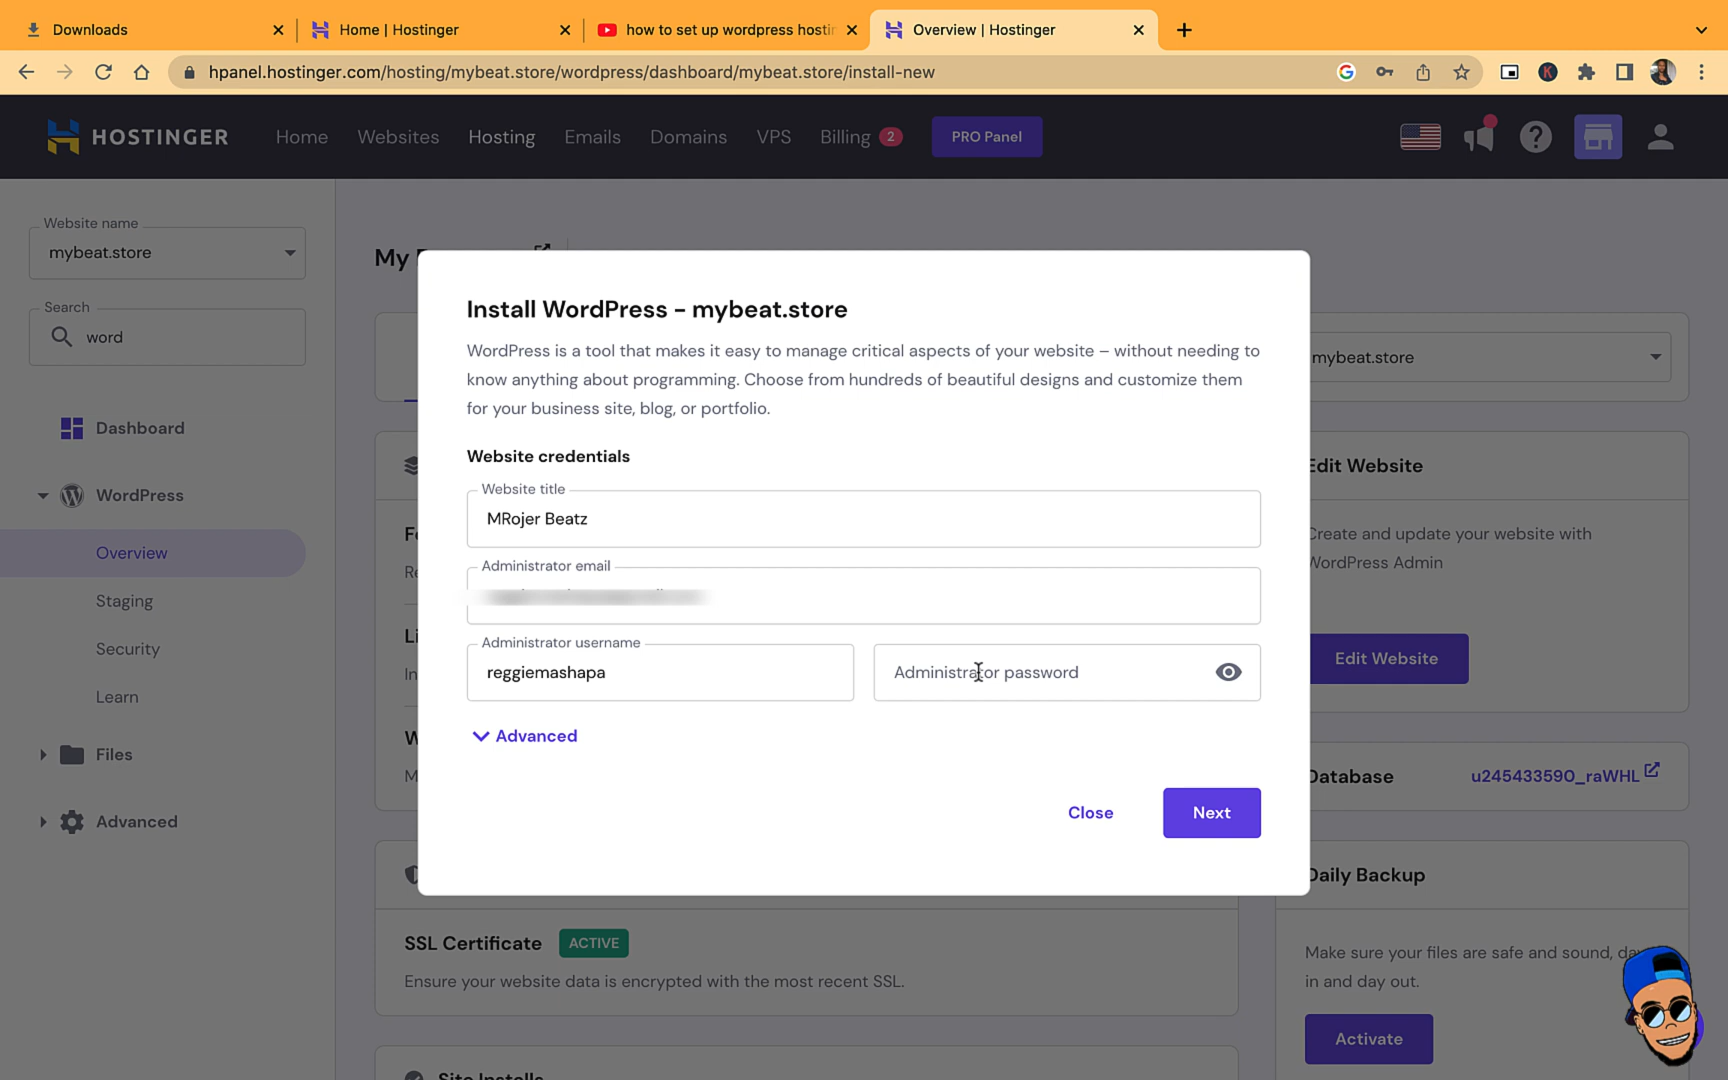 Downloads
Home | Hostinger
how to set up wordpress hostin
Overview | Hostinger
hpanel.hostinger.com/hosting/mybeat.store/wordpress/dashboard/mybeat.store/install-new
HOSTINGER
Home
Websites
Hosting
Emails
Domains
VPS
Billing
2
PRO Panel
Website name
mybeat.store
Search
word
Dashboard
WordPress
Overview
Staging
Security
Learn
Files
Advanced
My
Install WordPress – mybeat.store
WordPress is a tool that makes it easy to manage critical aspects of your website – without needing to
know anything about programming. Choose from hundreds of beautiful designs and customize them
for your business site, blog, or portfolio.
Website credentials
Website title
MRojer Beatz
Administrator email
Administrator username
reggiemashapa
Administrator password
Advanced
Close
Next
mybeat.store
Edit Website
Create and update your website with
WordPress Admin
Edit Website
Database
u245433590_raWHL
Daily Backup
Make sure your files are safe and sound, day
in and day out.
Activate
SSL Certificate
ACTIVE
Ensure your website data is encrypted with the most recent SSL.
Site Installs